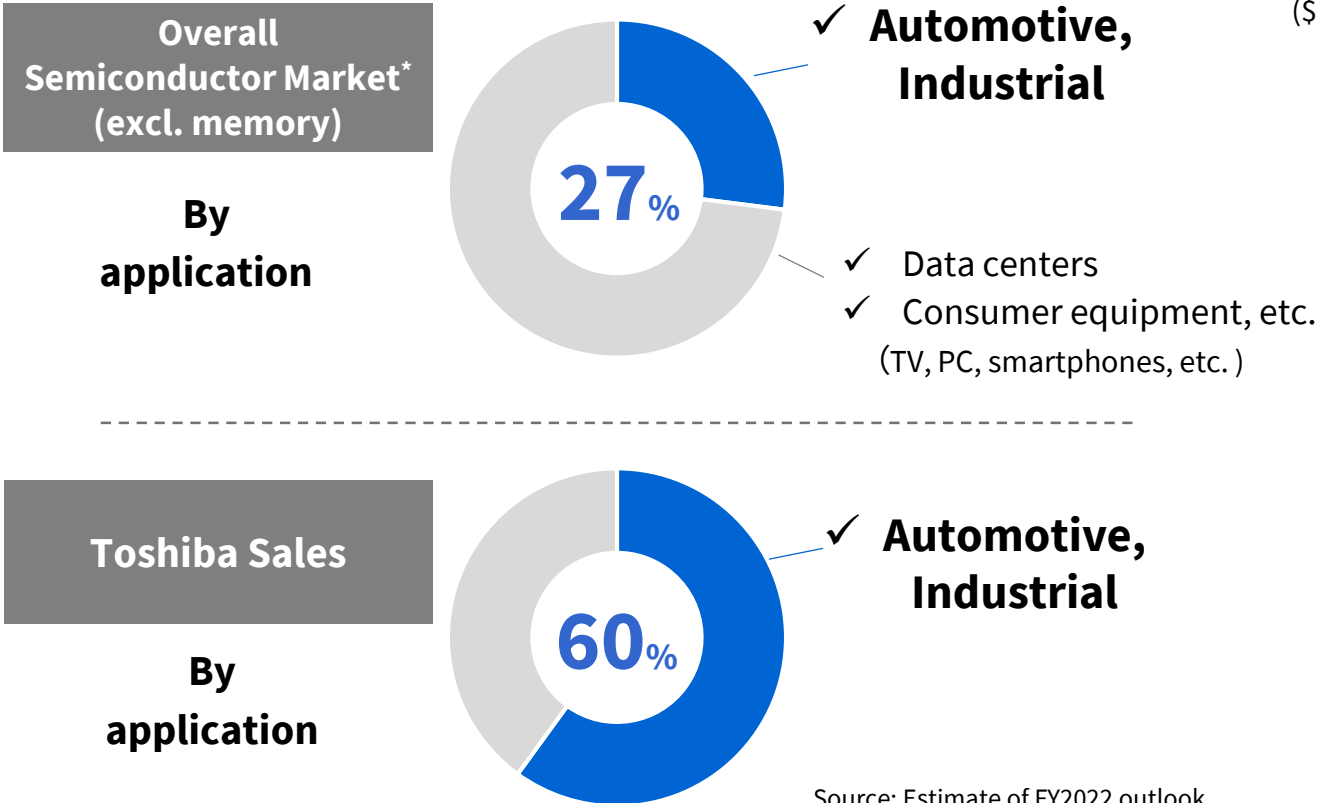 Overall
Semiconductor Market*
(excl. memory)
By
application
27%
✓ Automotive,
Industrial
($
✓ Data centers
✓ Consumer equipment, etc.
（TV, PC, smartphones, etc. )
Toshiba Sales
By
application
60%
✓ Automotive,
Industrial
Source: Estimate of FY2022 outlook